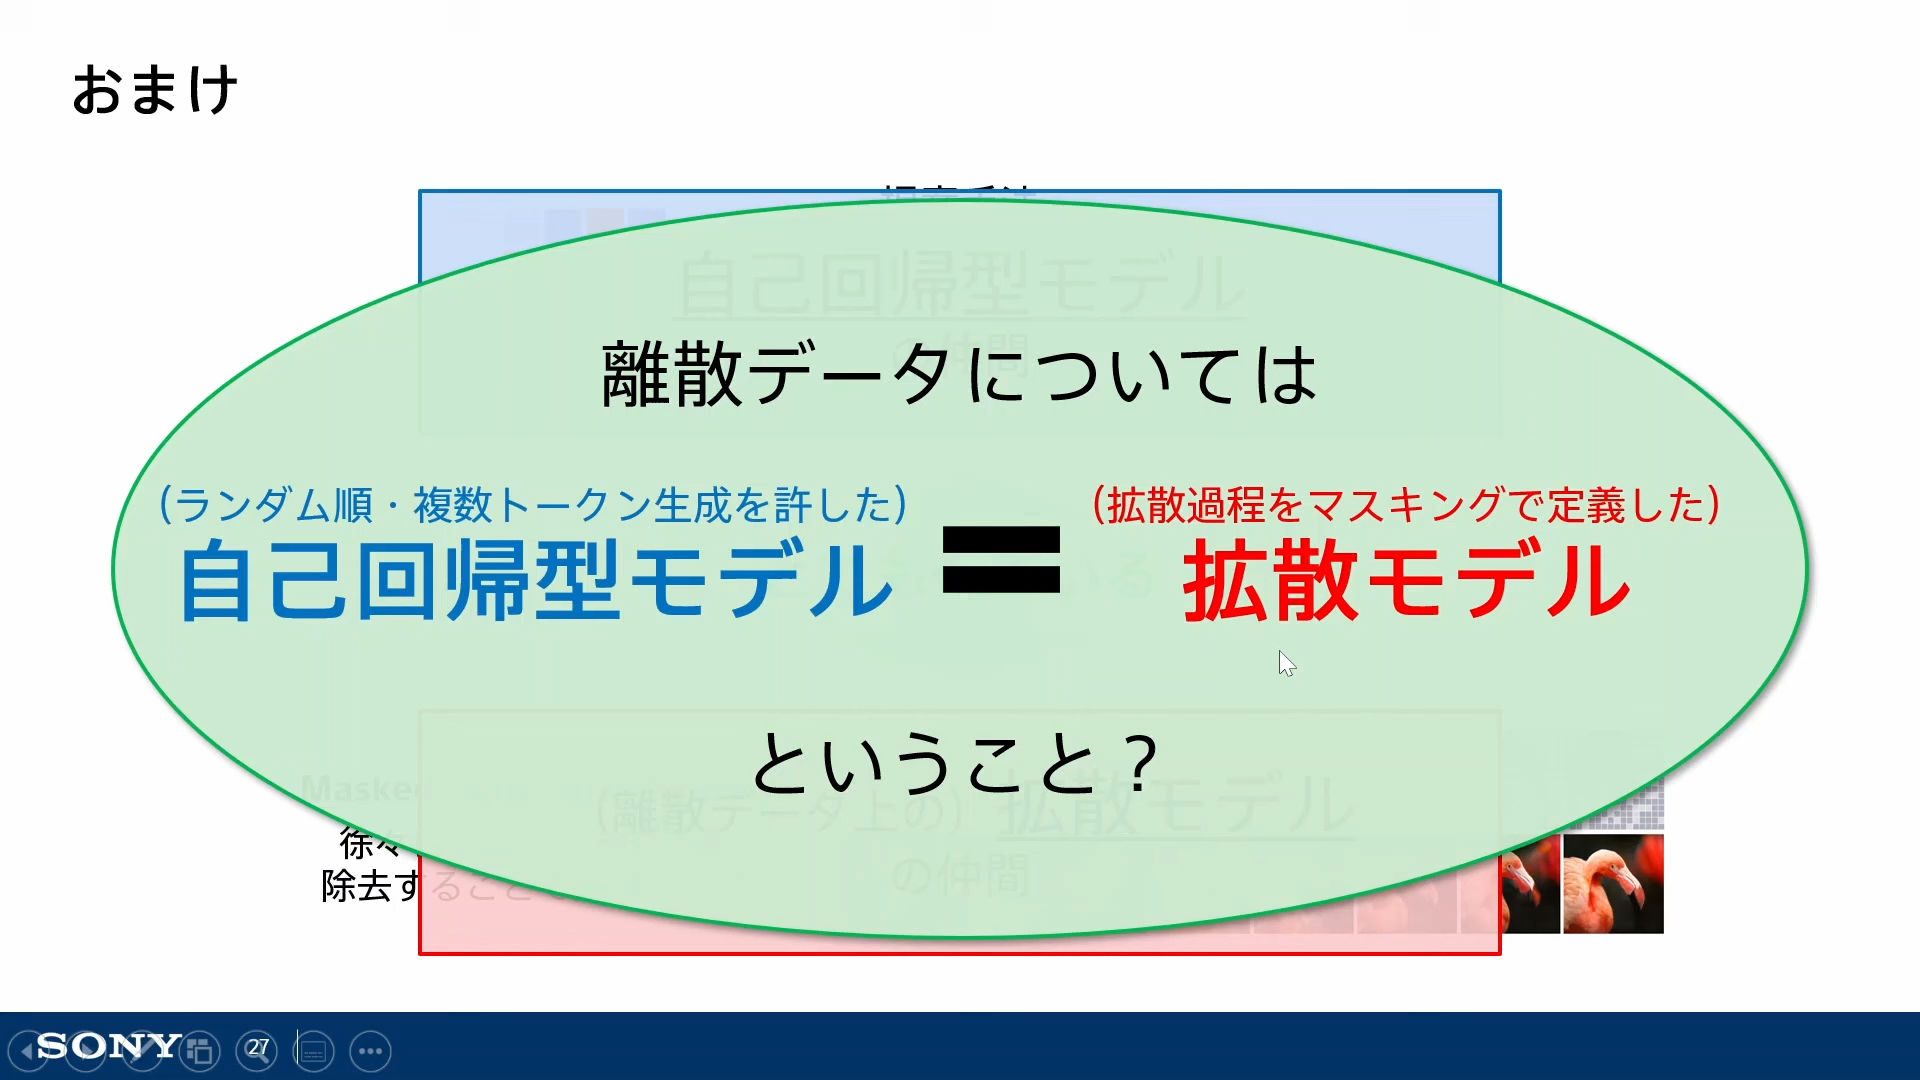 おまけ
自己回帰型モデル
の仲間
離散データについては
(ランダム順・複数トークン生成を許した)
自己回帰型モデル
=
(拡散過程をマスキングで定義した)
拡散モデル
ということ？
(離散データ上の) 拡散モデル
の仲間
徐々
除去すること
SONY
27